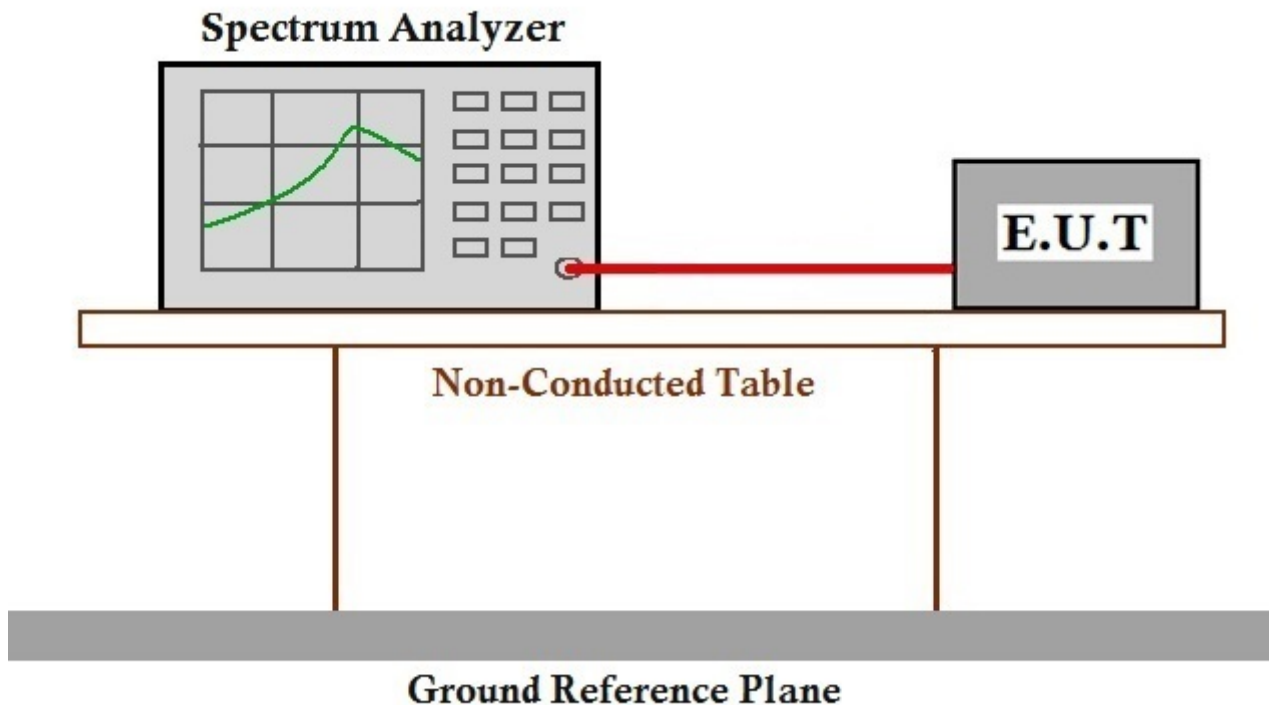 Spectrum Analyzer
E.U.T
Non-Conducted Table
Ground Reference Plane